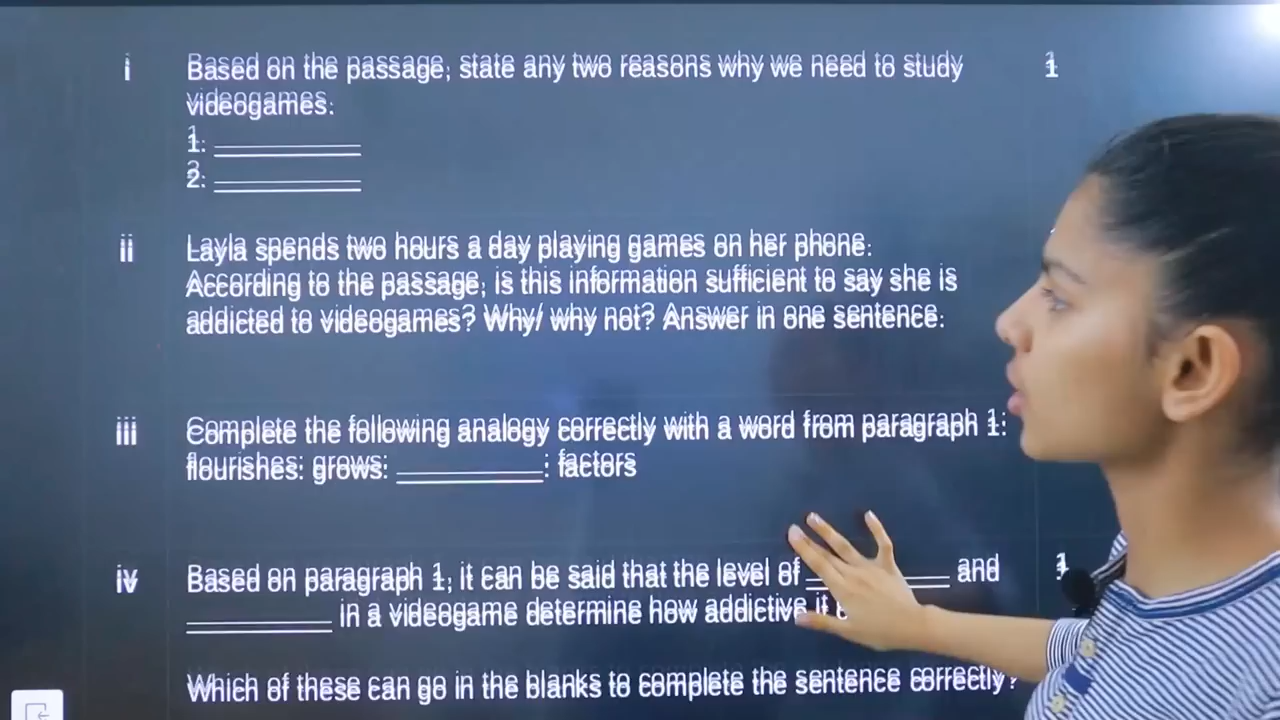 i Based on the passage, state any two reasons why we need to study 1
videogames.
1. __________
2. __________
ii Layla spends two hours a day playing games on her phone.
According to the passage, is this information sufficient to say she is
addicted to videogames? Why/ why not? Answer in one sentence.
iii Complete the following analogy correctly with a word from paragraph 1:
flourishes: grows: __________: factors
iv Based on paragraph 1, it can be said that the level of __________ and 1
__________ in a videogame determine how addictive it
Which of these can go in the blanks to complete the sentence correctly?